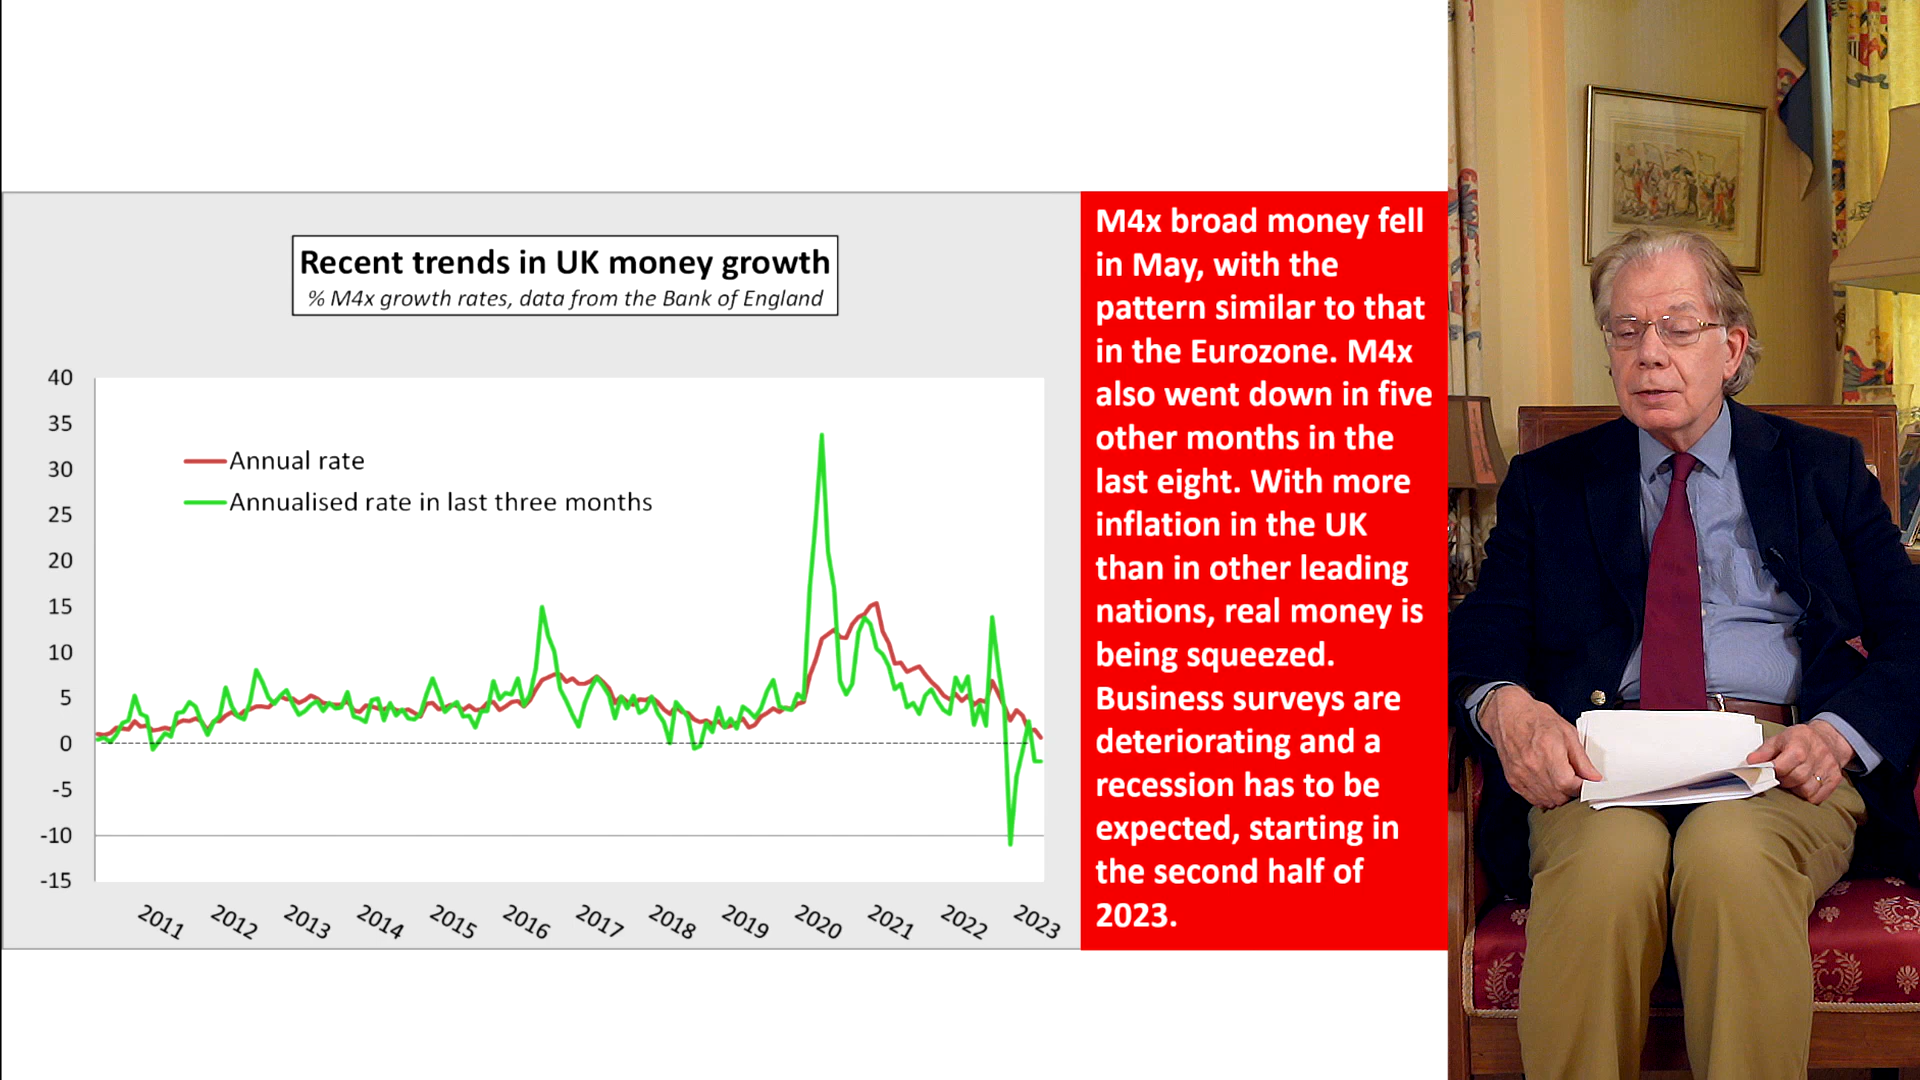 Recent trends in UK money growth
% M4x growth rates, data from the Bank of England
40
35
30
25
20
15
10
5
0
-5
-10
-15
Annual rate
Annualised rate in last three months
2011
2012
2013
2014
2015
2016
2017
2018
2019
2020
2021
2022
2023
M4x broad money fell
in May, with the
pattern similar to that
in the Eurozone. M4x
also went down in five
other months in the
last eight. With more
inflation in the UK
than in other leading
nations, real money is
being squeezed.
Business surveys are
deteriorating and a
recession has to be
expected, starting in
the second half of
2023.